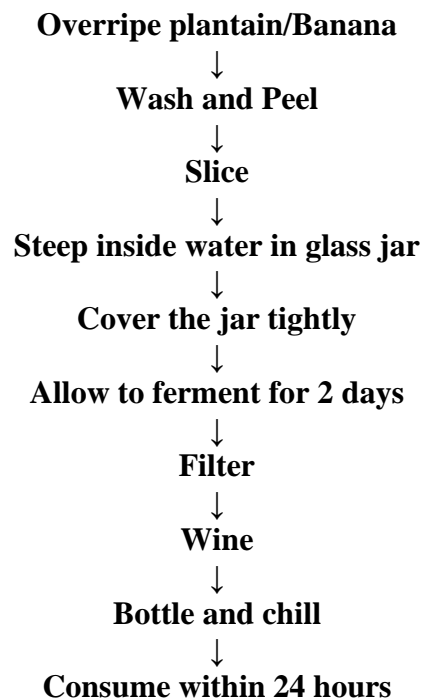 Overripe plantain/Banana
↓
Wash and Peel
↓
Slice
↓
Steep inside water in glass jar
↓
Cover the jar tightly
↓
Allow to ferment for 2 days
↓
Filter
↓
Wine
↓
Bottle and chill
↓
Consume within 24 hours